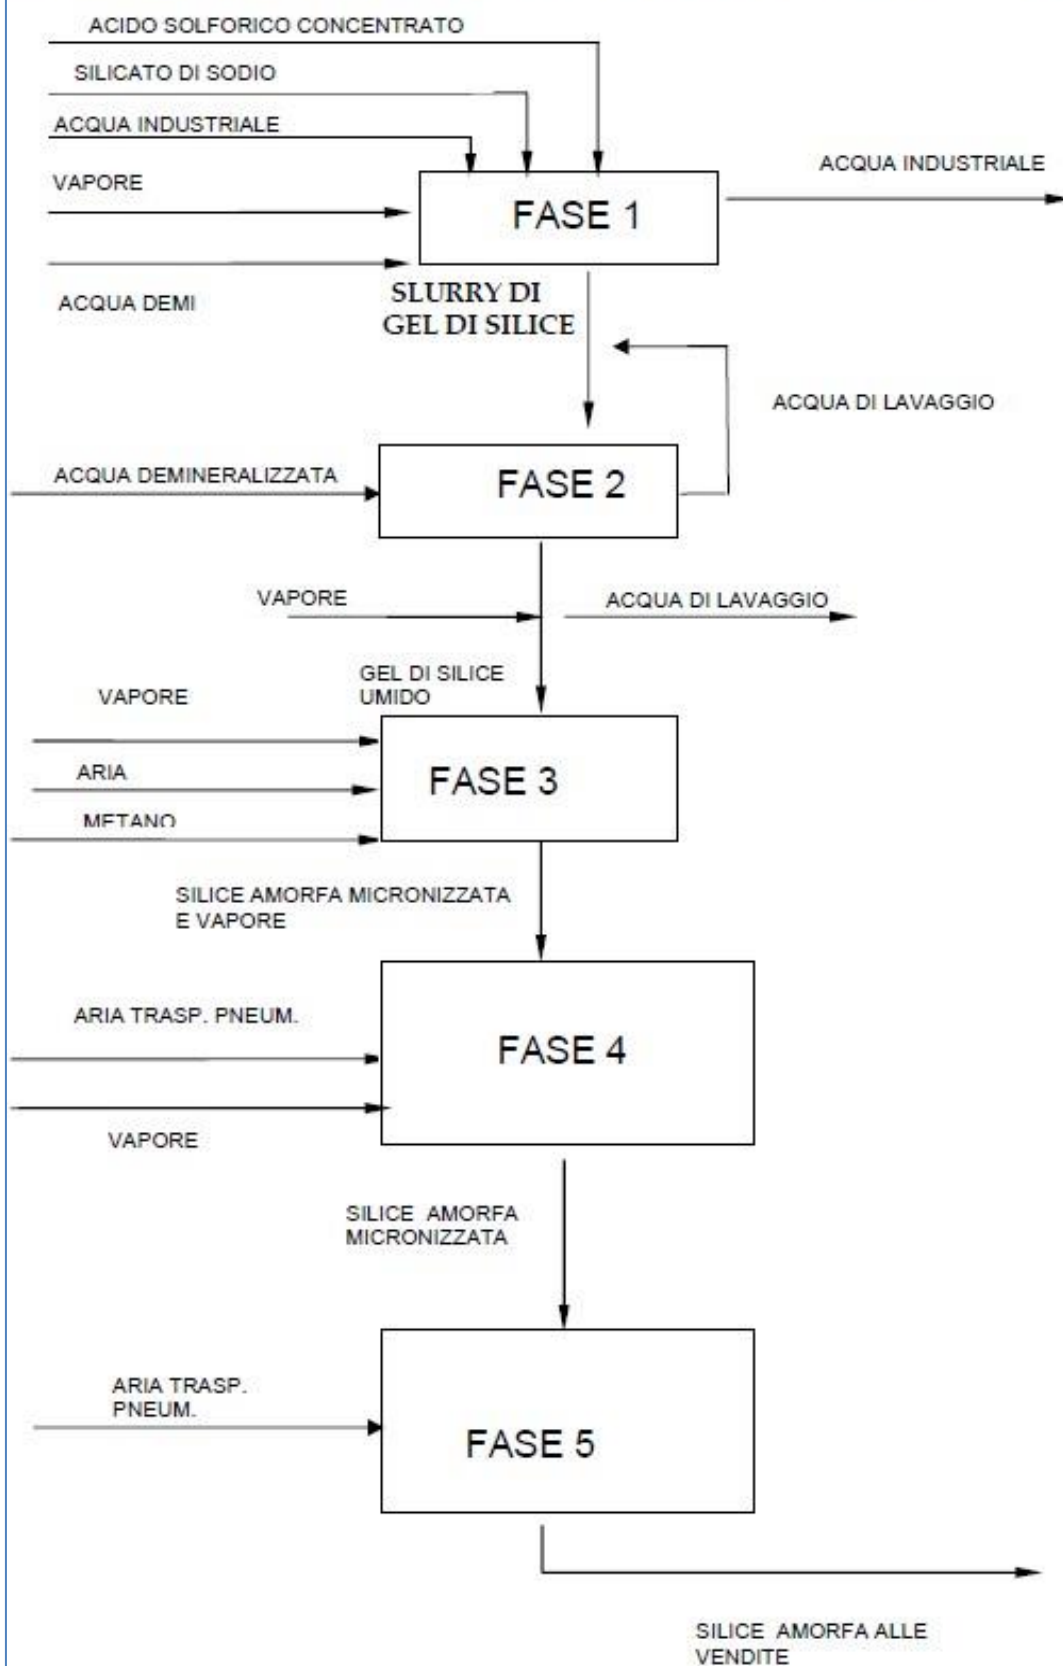 ACIDO SOLFORICO CONCENTRATO
SILICATO DI SODIO
ACQUA INDUSTRIALE
VAPORE
ACQUA INDUSTRIALE
FASE 1
ACQUA DEMI
SLURRY DI
GEL DI SILICE
ACQUA DI LAVAGGIO
ACQUA DEMINERALIZZATA
FASE 2
VAPORE
ACQUA DI LAVAGGIO
GEL DI SILICE
UMIDO
VAPORE
ARIA
METANO
FASE 3
SILICE AMORFA MICRONIZZATA
E VAPORE
ARIA TRASP. PNEUM.
FASE 4
VAPORE
SILICE AMORFA
MICRONIZZATA
ARIA TRASP.
PNEUM.
FASE 5
SILICE AMORFA ALLE
VENDITE